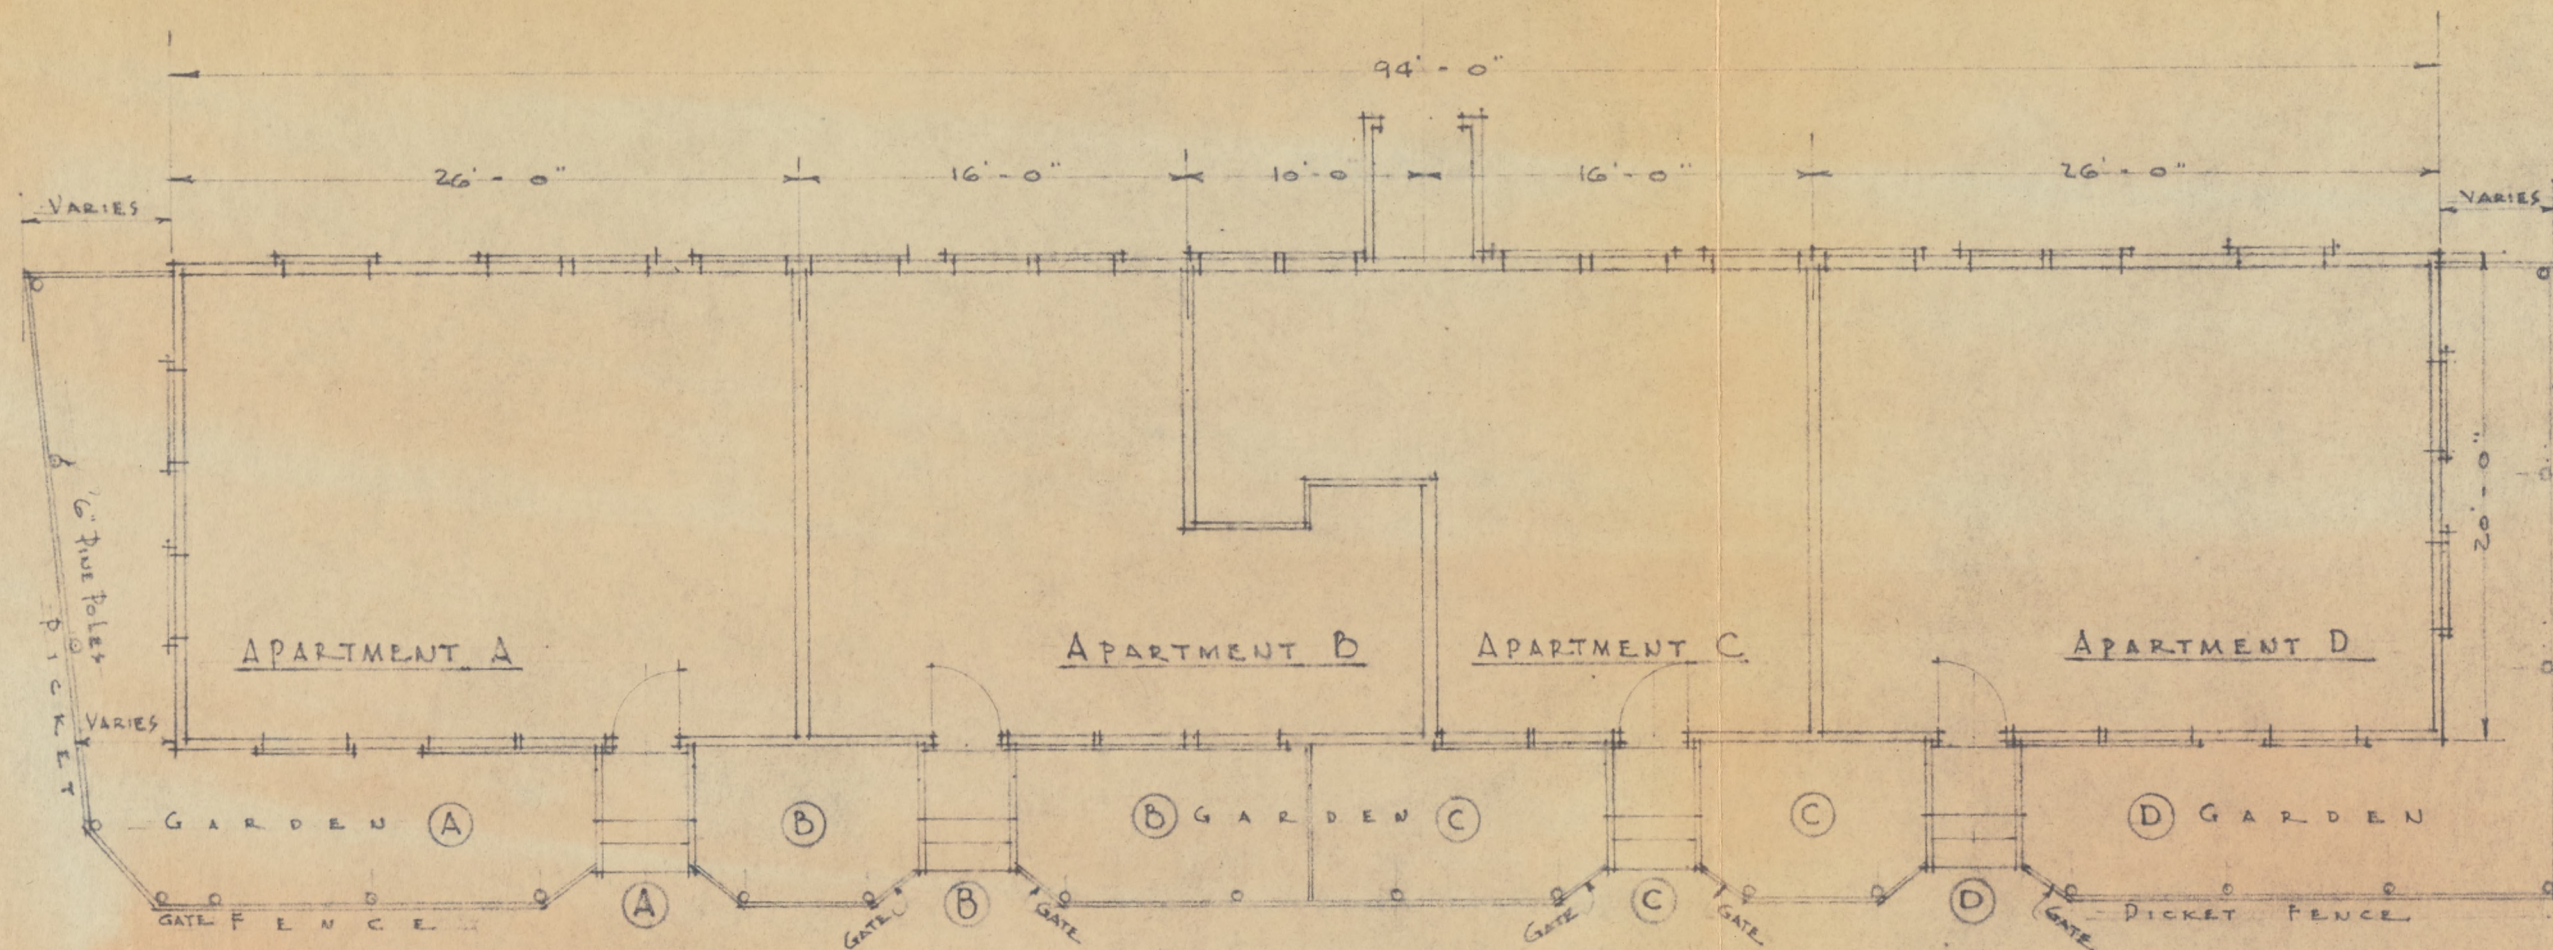 94' - 0"
26' - 0" 16' - 0" 10' - 0 16' - 0" 26' - 0"
VARIES VARIES
6" PINE POLES
PICKET
20' - 0"
APARTMENT A APARTMENT B APARTMENT C APARTMENT D
VARIES
GARDEN A B B GARDEN C C D GARDEN
GATE FENCE A GATE B GATE GATE C GATE D GATE PICKET FENCE